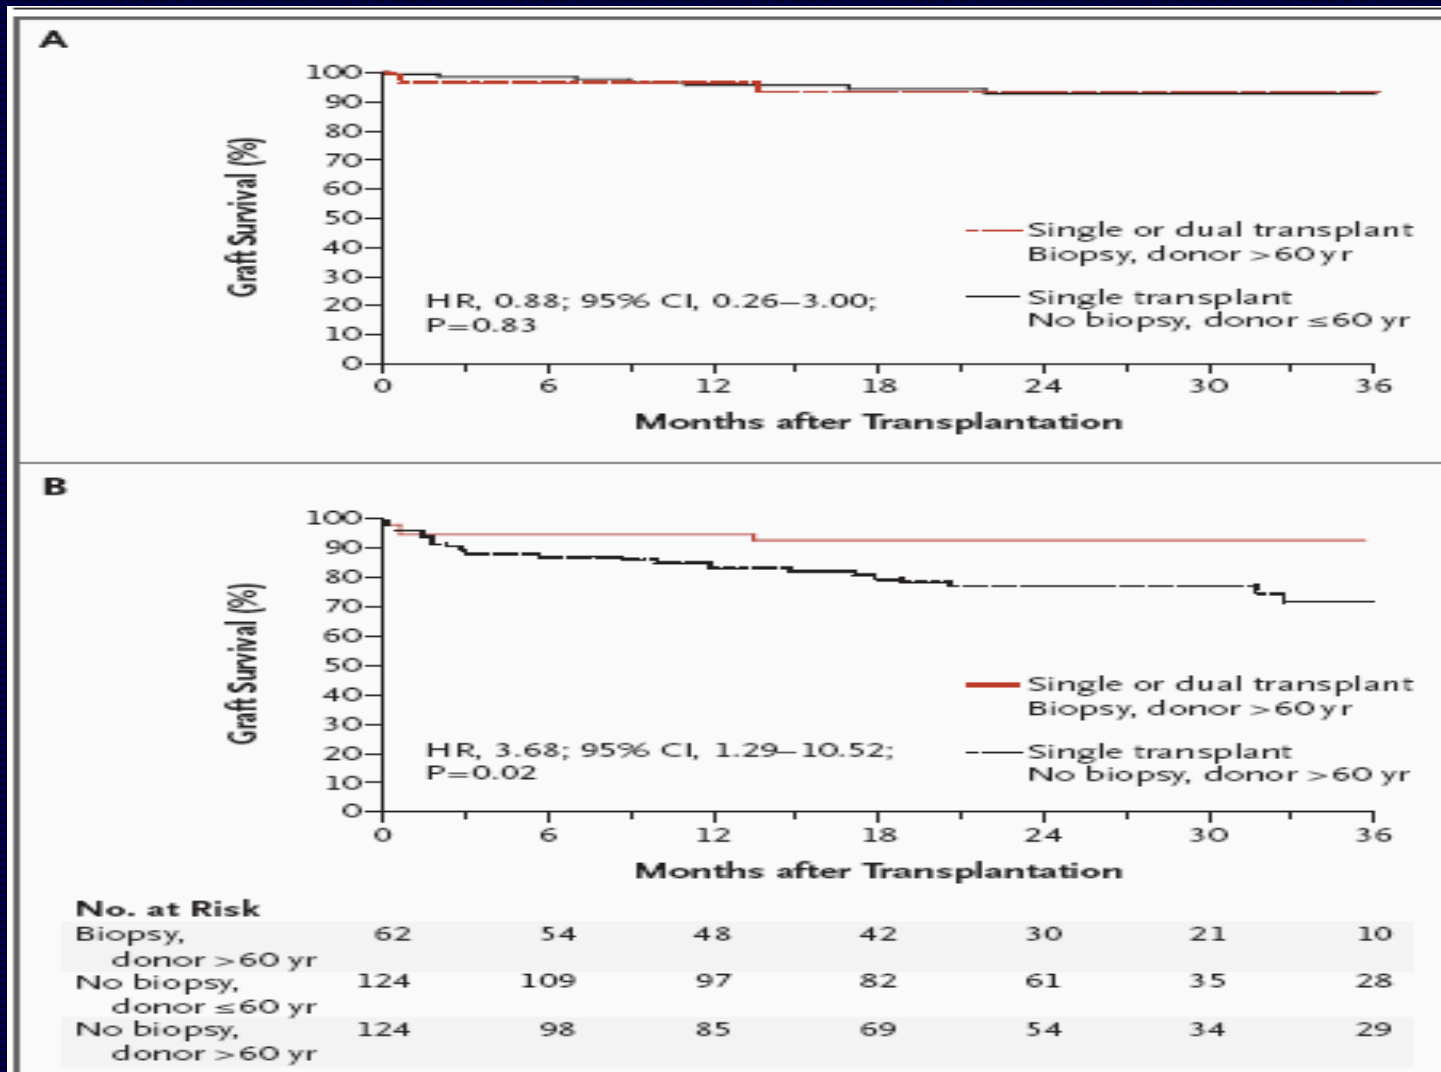 A
Graft Survival (%)
100
90
80
70
60
50
40
30
20
10
0
Single or dual transplant
Biopsy, donor >60 yr
Single transplant
No biopsy, donor ≤60 yr
HR, 0.88; 95% CI, 0.26–3.00;
P=0.83
0 6 12 18 24 30 36
Months after Transplantation
B
Graft Survival (%)
100
90
80
70
60
50
40
30
20
10
0
Single or dual transplant
Biopsy, donor >60 yr
Single transplant
No biopsy, donor >60 yr
HR, 3.68; 95% CI, 1.29–10.52;
P=0.02
0 6 12 18 24 30 36
Months after Transplantation
No. at Risk
Biopsy, 62 54 48 42 30 21 10
donor >60 yr
No biopsy, 124 109 97 82 61 35 28
donor ≤60 yr
No biopsy, 124 98 85 69 54 34 29
donor >60 yr